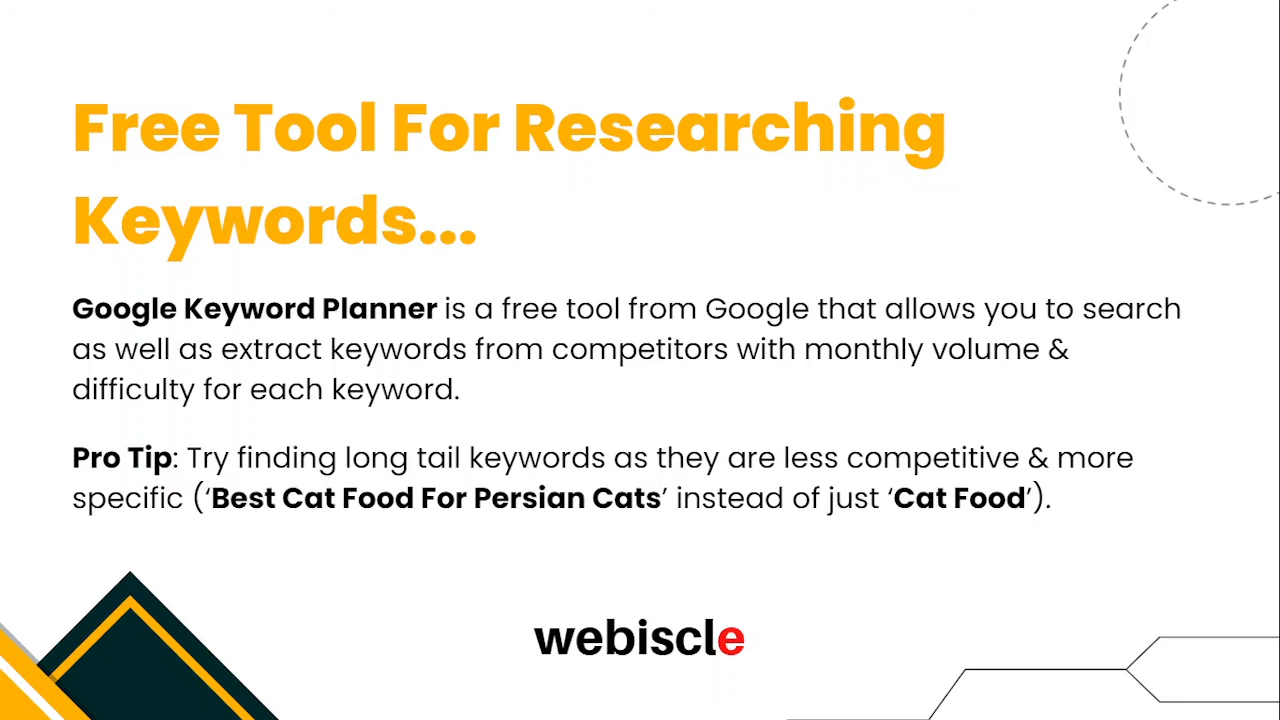 Free Tool For Researching
Keywords...
Google Keyword Planner is a free tool from Google that allows you to search
as well as extract keywords from competitors with monthly volume &
difficulty for each keyword.
Pro Tip: Try finding long tail keywords as they are less competitive & more
specific (‘Best Cat Food For Persian Cats’ instead of just ‘Cat Food’).
webiscle